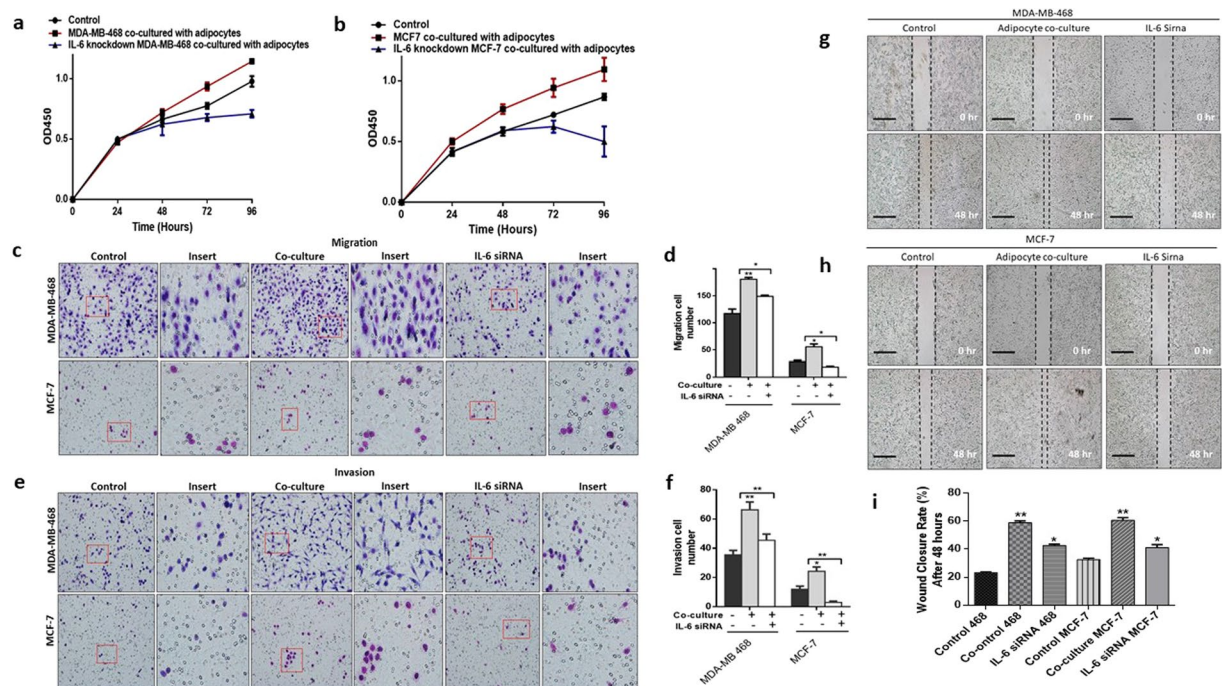 a
Control
MDA-MB-468 co-cultured with adipocytes
IL-6 knockdown MDA-MB-468 co-cultured with adipocytes
OD450
1.0
0.5
0.0
0 24 48 72 96
Time (Hours)
b
Control
MCF7 co-cultured with adipocytes
IL-6 knockdown MCF-7 co-cultured with adipocytes
OD450
1.0
0.5
0.0
0 24 48 72 96
Time (Hours)
c
Migration
Control Insert Co-culture Insert IL-6 siRNA Insert
MDA-MB-468
MCF-7
d
Migration cell
number
200
150
100
50
0
** *
* *
Co-culture - + + - + +
IL-6 siRNA - - + - - +
MDA-MB 468
MCF-7
e
Invasion
Control Insert Co-culture Insert IL-6 siRNA Insert
MDA-MB-468
MCF-7
f
Invasion cell
number
80
60
40
20
0
** **
* **
Co-culture - + + - + +
IL-6 siRNA - - + - - +
MDA-MB 468
MCF-7
g
MDA-MB-468
Control Adipocyte co-culture IL-6 Sirna
0 hr 0 hr 0 hr
48 hr 48 hr 48 hr
h
MCF-7
Control Adipocyte co-culture IL-6 Sirna
0 hr 0 hr 0 hr
48 hr 48 hr 48 hr
i
Wound Closure Rate (%)
After 48 hours
80
60
40
20
0
** * ** *
Control 468
Co-control 468
IL-6 siRNA 468
Control MCF-7
Co-culture MCF-7
IL-6 siRNA MCF-7